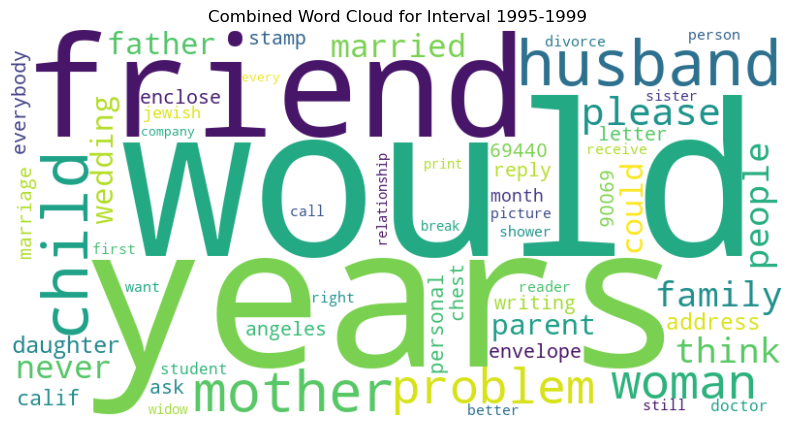 Combined Word Cloud for Interval 1995-1999
friend
would
years
husband
child
mother
problem
woman
father
stamp
married
divorce
person
everybody
enclose
every
jewish
company
wedding
sister
please
letter
receive
marriage
relationship
print
69440
reply
90069
could
people
call
month
picture
break
shower
first
want
right
angeles
personal
chest
reader
writing
family
address
parent
envelope
think
daughter
never
calif
student
ask
widow
better
still
doctor